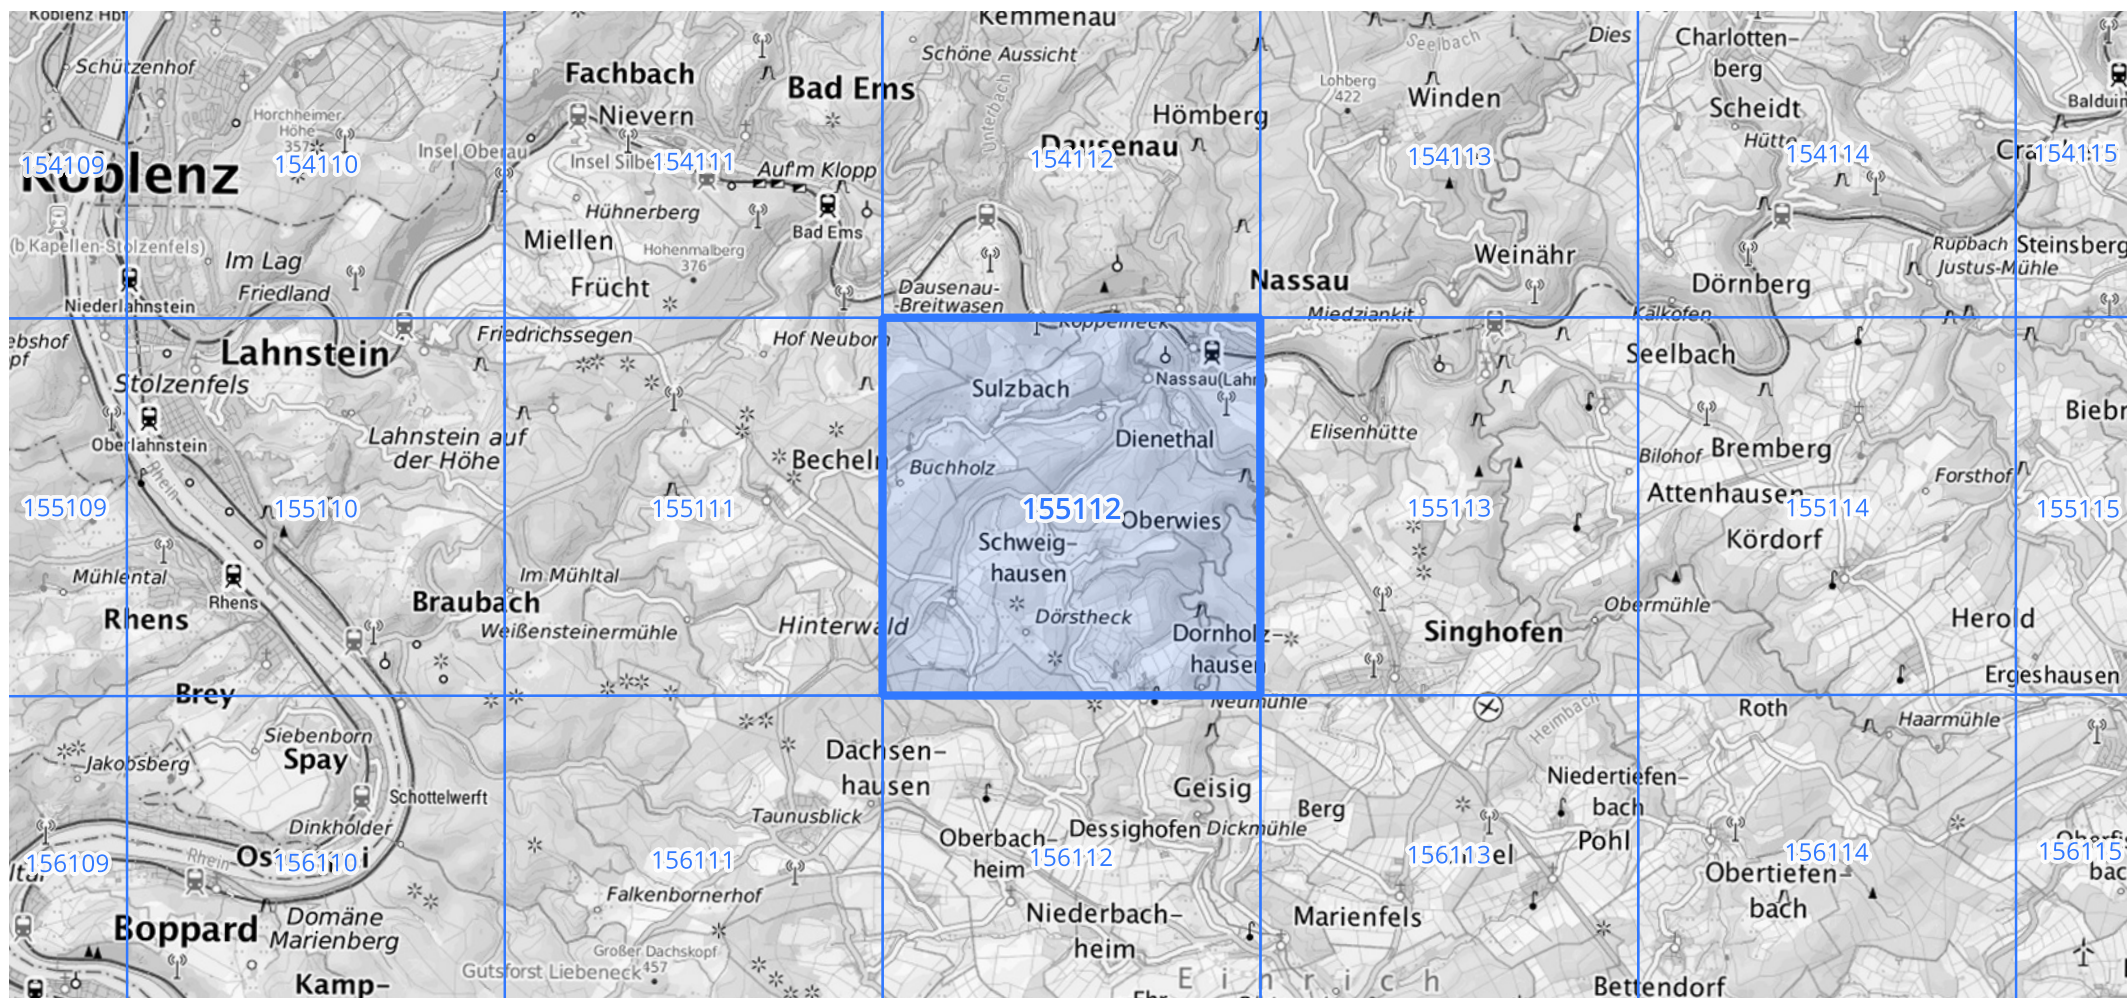 Koblenz Hbf
Kemmenau
Schützenhof
Schöne Aussicht
Seelbach
Dies
Charlotten-
berg
Fachbach
Bad Ems
Lohberg
422
Winden
Scheidt
Nievern
Horchheimer
Höhe
357
Unterbach
Hömberg
Insel Oberau
Dausenau
Hütte
154109
154110
154111
154112
154113
154114
154115
Koblenz
Auf'm Klopp
Hühnerberg
(b Kapellen-Stolzenfels)
Miellen
Bad Ems
Hohenmalberg
376
Im Lag
Friedland
Weinähr
Rupbach
Steinsberg
Justus-Mühle
Niederlahnstein
Frücht
Dausenau-
Breitwasen
Nassau
Dörnberg
Miedziankit
Kalkofen
Koppelheck
Friedrichssegen
Hof Neuborn
Lahnstein
Stolzenfels
Sulzbach
Nassau(Lahn)
Seelbach
Oberlahnstein
Lahnstein auf
der Höhe
Becheln
Dienethal
Elisenhütte
Buchholz
Bilohof
Bremberg
Forsthof
Rhein
Attenhausen
155109
155110
155111
155112
155113
155114
155115
Oberwies
Schweig-
hausen
Kördorf
Mühlental
Rhens
Im Mühltal
Braubach
Rhens
Weißensteinermühle
Hinterwald
Dörstheck
Dornholz-
hausen
Singhofen
Obermühle
Herold
Ergeshausen
Brey
Neumühle
Heimbach
Roth
Haarmühle
Siebenborn
Spay
Jakobsberg
Dachsen-
hausen
Geisig
Niedertiefen-
bach
Schottelwerft
Dinkholder
Taunusblick
Oberbach-
heim
Dessighofen
Dickmühle
Berg
Pohl
Rhein
156109
156110
156111
156112
156113
156114
156115
Obertiefen-
bach
Falkenbornerhof
Boppard
Domäne
Marienberg
Niederbach-
heim
Marienfels
Großer Dachskopf
457
Gutsforst Liebeneck
Kamp-
Einrich
Bettendorf